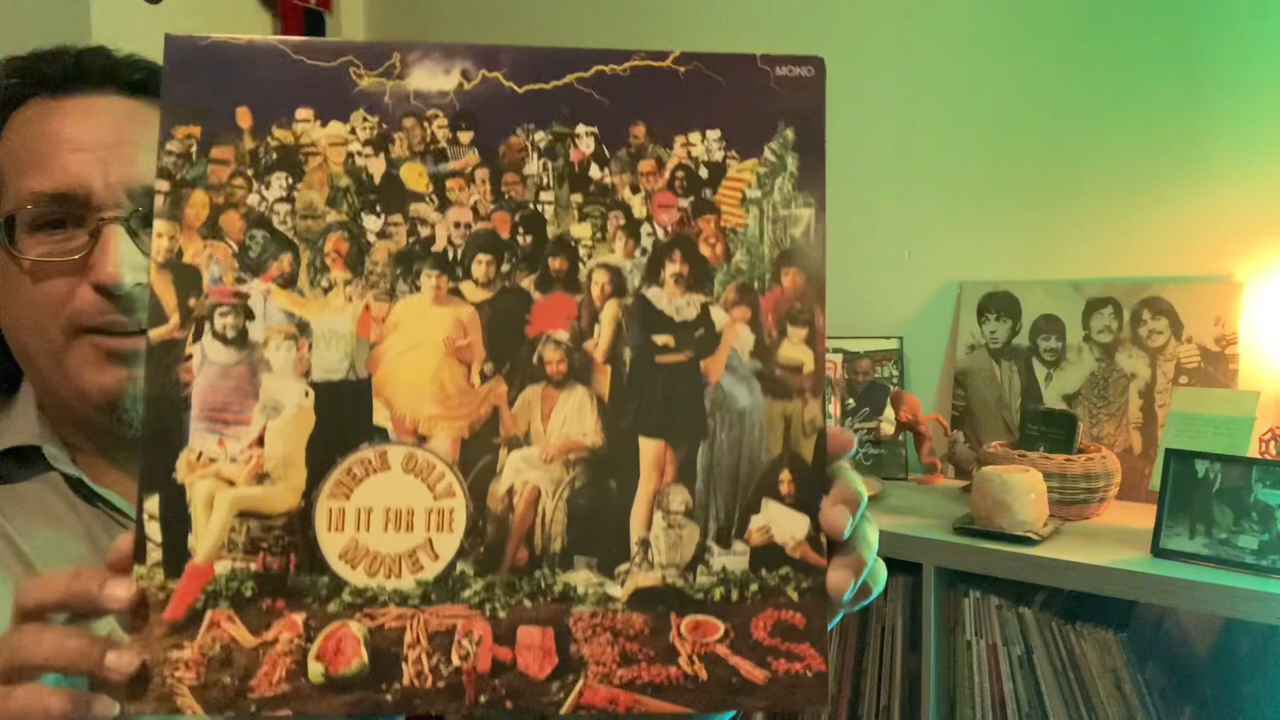 MONO
WE'RE ONLY
IN IT FOR THE
MONEY
MOTHERS